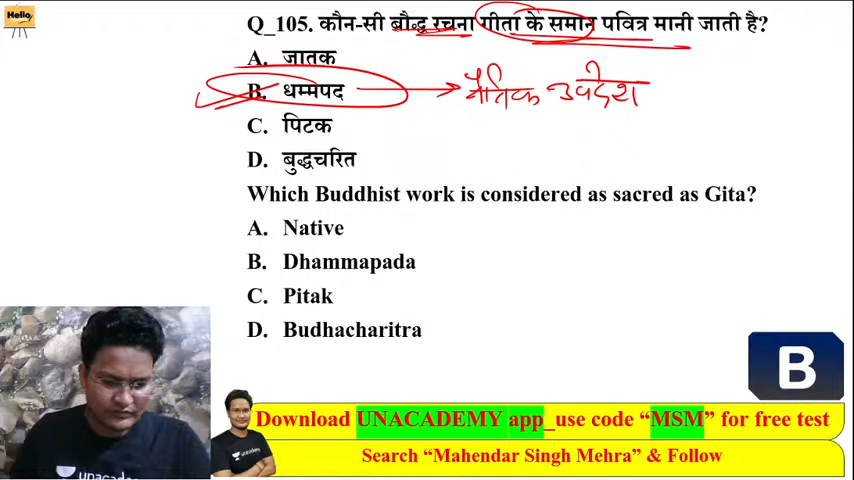 Hello
Q_105. कौन-सी बौद्ध रचना गीता के समान पवित्र मानी जाती है?
A. जातक
B. धम्मपद
नैतिक उपदेश
C. पिटक
D. बुद्धचरित
Which Buddhist work is considered as sacred as Gita?
A. Native
B. Dhammapada
C. Pitak
D. Budhacharitra
B
Download UNACADEMY app_use code “MSM” for free test
Search “Mahendar Singh Mehra” & Follow
unacademy